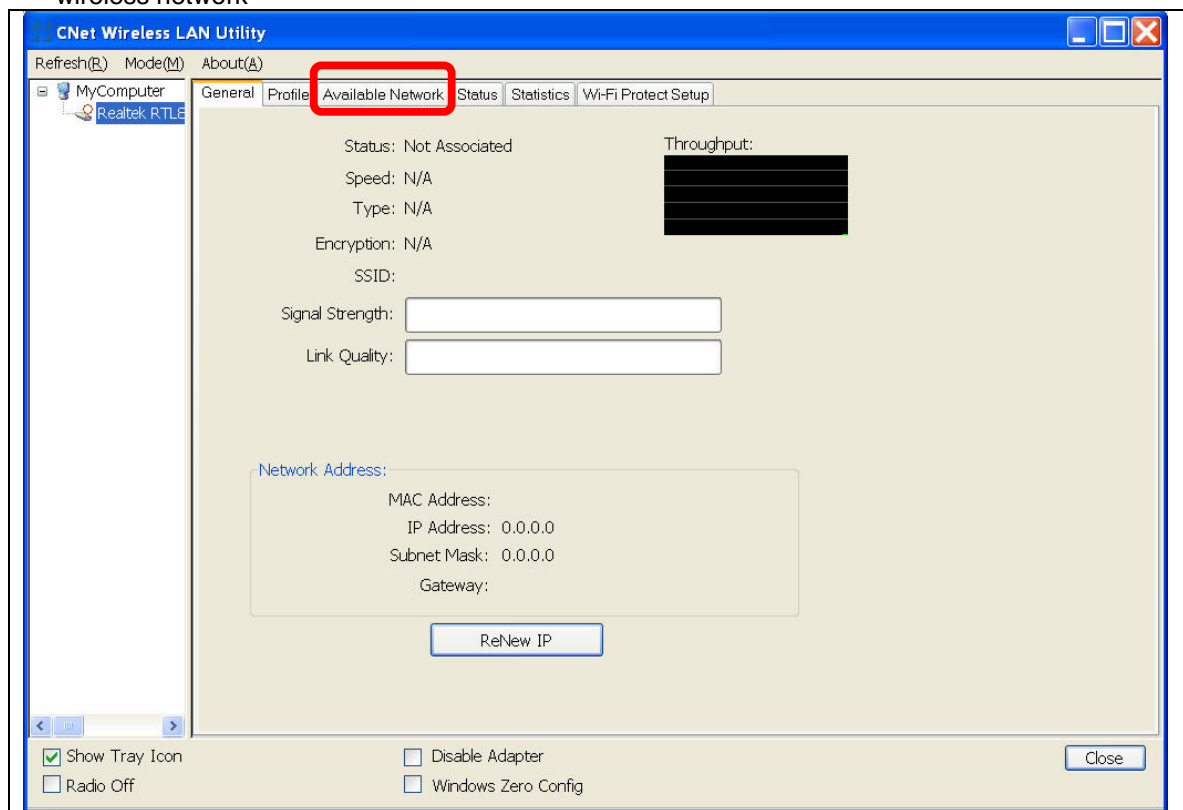 wireless network
CNet Wireless LAN Utility
Refresh(R) Mode(M) About(A)
MyComputer
Realtek RTL8
General Profile Available Network Status Statistics Wi-Fi Protect Setup
Status: Not Associated
Throughput:
Speed: N/A
Type: N/A
Encryption: N/A
SSID:
Signal Strength:
Link Quality:
Network Address:
MAC Address:
IP Address: 0.0.0.0
Subnet Mask: 0.0.0.0
Gateway:
ReNew IP
Show Tray Icon
Disable Adapter
Close
Radio Off
Windows Zero Config